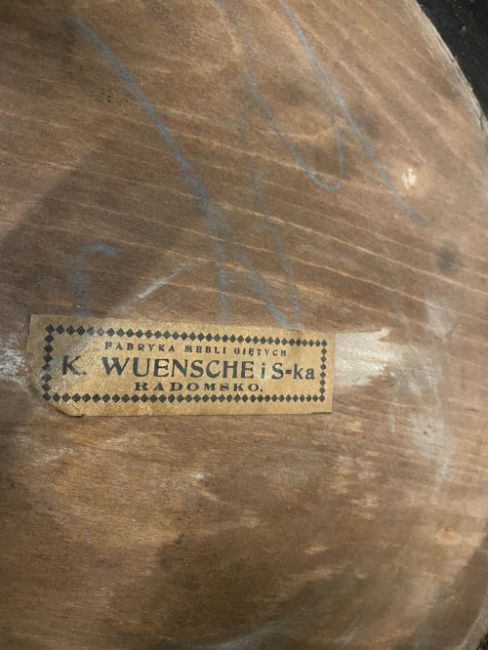 FABRYKA MEBLI GIĘTYCH
K. WUENSCHE i S-ka
RADOMSKO.